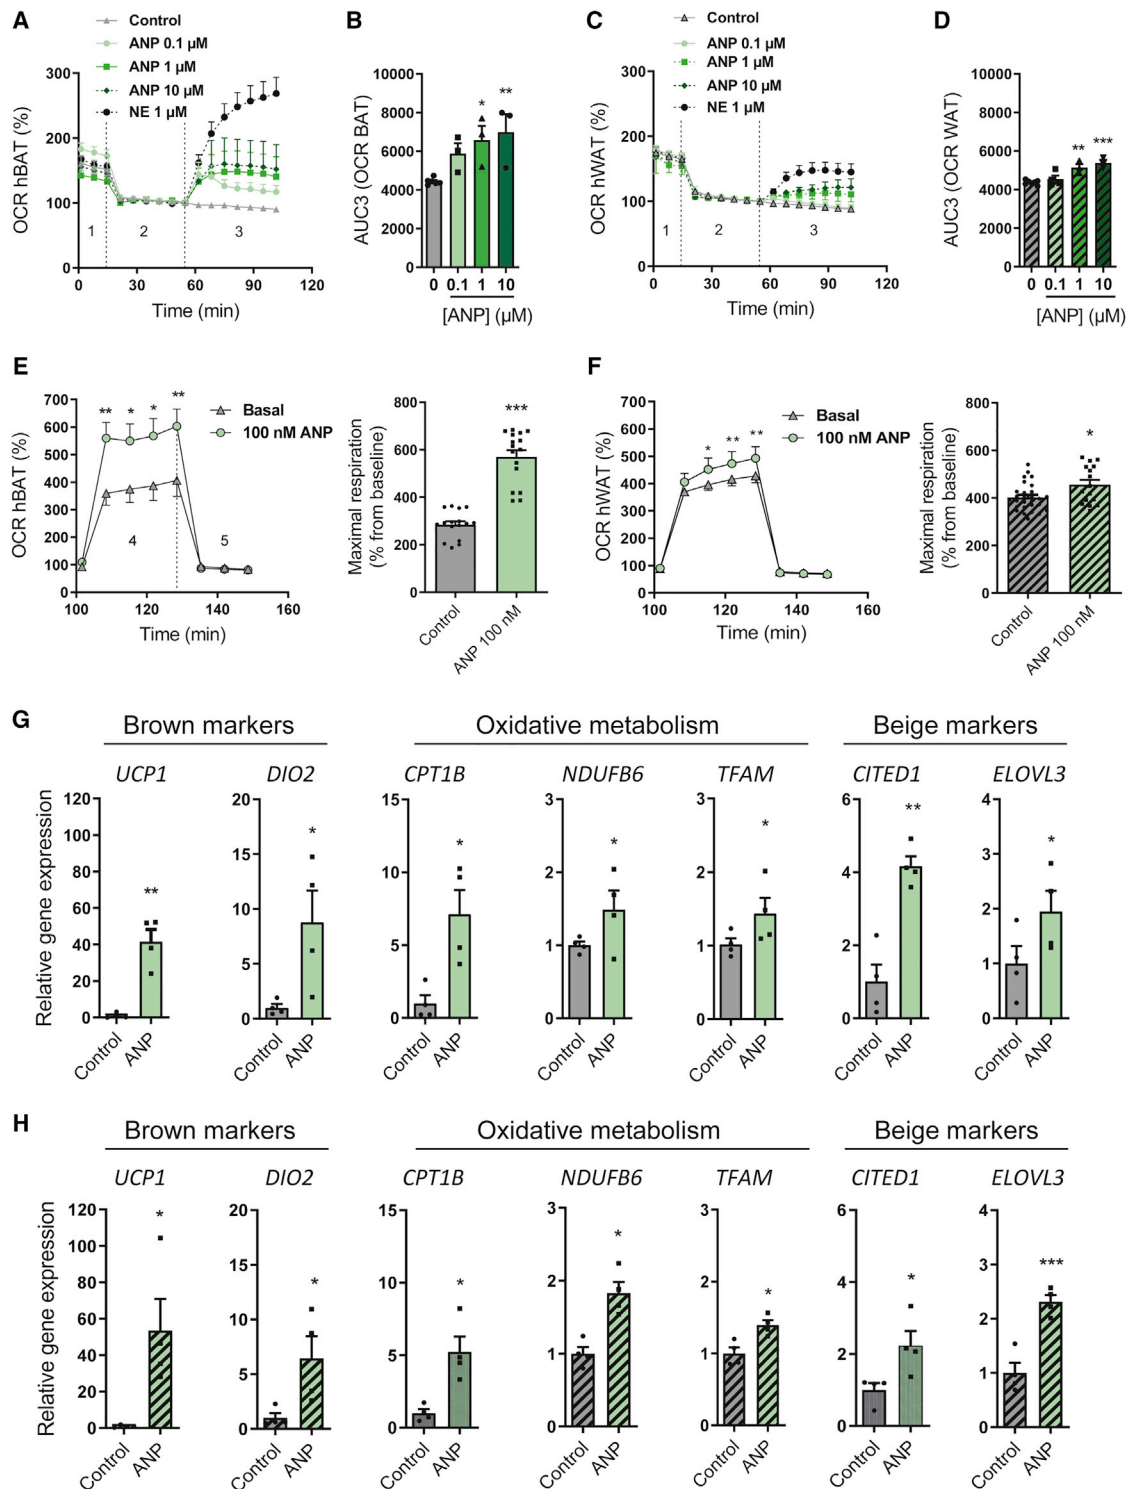 A
Control
ANP 0.1 µM
ANP 1 µM
ANP 10 µM
NE 1 µM
OCR hBAT (%)
300
200
100
0
1
2
3
0 30 60 90 120
Time (min)
B
AUC3 (OCR BAT)
10000
8000
6000
4000
2000
0
* **
0 0.1 1 10
[ANP] (µM)
C
Control
ANP 0.1 µM
ANP 1 µM
ANP 10 µM
NE 1 µM
OCR hWAT (%)
300
200
100
0
1
2
3
0 30 60 90 120
Time (min)
D
AUC3 (OCR WAT)
10000
8000
6000
4000
2000
0
** ***
0 0.1 1 10
[ANP] (µM)
E
OCR hBAT (%)
700
600
500
400
300
200
100
0
** * * **
Basal
100 nM ANP
4
5
100 120 140 160
Time (min)
Maximal respiration
(% from baseline)
800
600
400
200
0
***
Control
ANP 100 nM
F
OCR hWAT (%)
700
600
500
400
300
200
100
0
* ** **
Basal
100 nM ANP
100 120 140 160
Time (min)
Maximal respiration
(% from baseline)
800
600
400
200
0
*
Control
ANP 100 nM
G
Brown markers
Oxidative metabolism
Beige markers
Relative gene expression
UCP1
120
100
80
60
40
20
0
**
Control
ANP
DIO2
20
15
10
5
0
*
Control
ANP
CPT1B
15
10
5
0
*
Control
ANP
NDUFB6
3
2
1
0
*
Control
ANP
TFAM
3
2
1
0
*
Control
ANP
CITED1
6
4
2
0
**
Control
ANP
ELOVL3
4
3
2
1
0
*
Control
ANP
H
Brown markers
Oxidative metabolism
Beige markers
Relative gene expression
UCP1
120
100
80
60
40
20
0
*
Control
ANP
DIO2
20
15
10
5
0
*
Control
ANP
CPT1B
15
10
5
0
*
Control
ANP
NDUFB6
3
2
1
0
*
Control
ANP
TFAM
3
2
1
0
*
Control
ANP
CITED1
6
4
2
0
*
Control
ANP
ELOVL3
4
3
2
1
0
***
Control
ANP